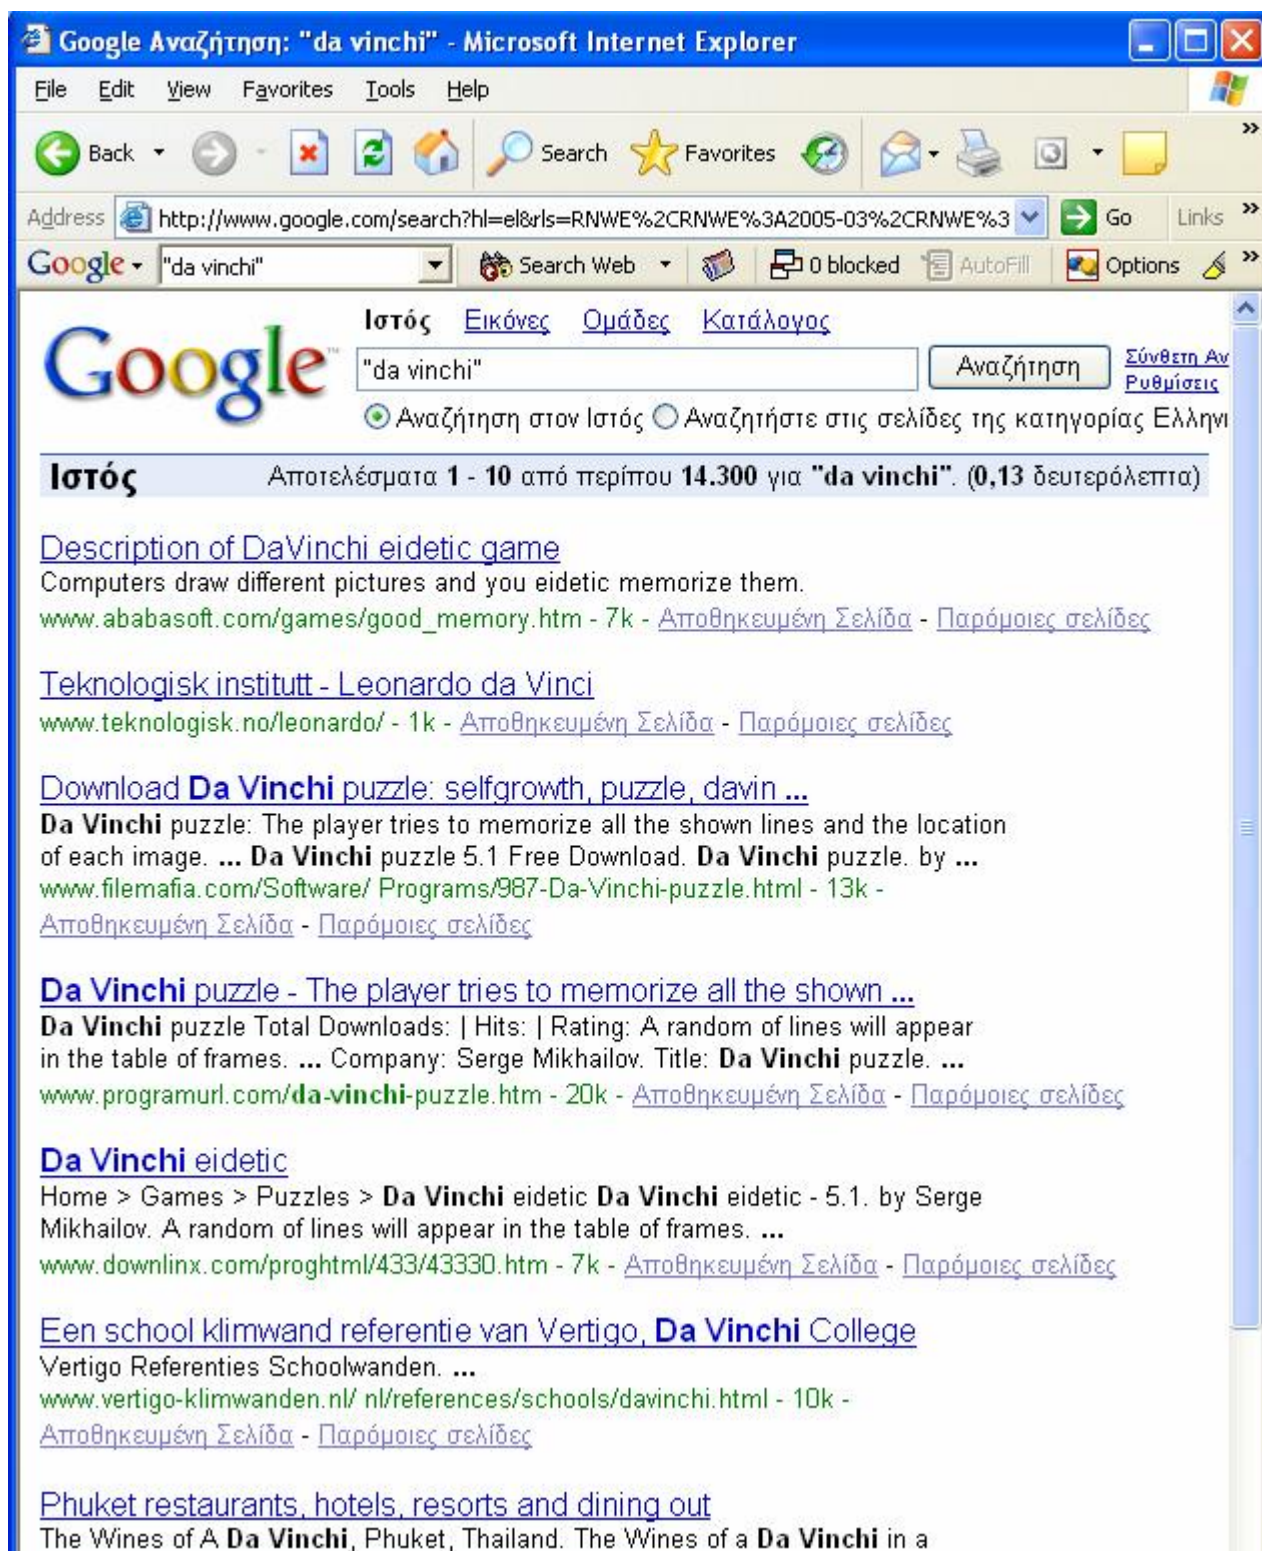 Google Αναζήτηση: "da vinchi" - Microsoft Internet Explorer
File Edit View Favorites Tools Help
Back Search Favorites »
Address http://www.google.com/search?hl=el&rls=RNWE%2CRNWE%3A2005-03%2CRNWE%3 Go Links »
Google "da vinchi" Search Web 0 blocked AutoFill Options »
Ιστός Εικόνες Ομάδες Κατάλογος
Google™ "da vinchi" Αναζήτηση Σύνθετη Αν
Ρυθμίσεις
Αναζήτηση στον Ιστός Αναζητήστε στις σελίδες της κατηγορίας Ελληνι
Ιστός Αποτελέσματα 1 - 10 από περίπου 14.300 για "da vinchi". (0,13 δευτερόλεπτα)
Description of DaVinchi eidetic game
Computers draw different pictures and you eidetic memorize them.
www.ababasoft.com/games/good_memory.htm - 7k - Αποθηκευμένη Σελίδα - Παρόμοιες σελίδες
Teknologisk institutt - Leonardo da Vinci
www.teknologisk.no/leonardo/ - 1k - Αποθηκευμένη Σελίδα - Παρόμοιες σελίδες
Download Da Vinchi puzzle: selfgrowth, puzzle, davin ...
Da Vinchi puzzle: The player tries to memorize all the shown lines and the location
of each image. ... Da Vinchi puzzle 5.1 Free Download. Da Vinchi puzzle. by ...
www.filemafia.com/Software/ Programs/987-Da-Vinchi-puzzle.html - 13k -
Αποθηκευμένη Σελίδα - Παρόμοιες σελίδες
Da Vinchi puzzle - The player tries to memorize all the shown ...
Da Vinchi puzzle Total Downloads: | Hits: | Rating: A random of lines will appear
in the table of frames. ... Company: Serge Mikhailov. Title: Da Vinchi puzzle. ...
www.programurl.com/da-vinchi-puzzle.htm - 20k - Αποθηκευμένη Σελίδα - Παρόμοιες σελίδες
Da Vinchi eidetic
Home > Games > Puzzles > Da Vinchi eidetic Da Vinchi eidetic - 5.1. by Serge
Mikhailov. A random of lines will appear in the table of frames. ...
www.downlinx.com/proghtml/433/43330.htm - 7k - Αποθηκευμένη Σελίδα - Παρόμοιες σελίδες
Een school klimwand referentie van Vertigo, Da Vinchi College
Vertigo Referenties Schoolwanden. ...
www.vertigo-klimwanden.nl/ nl/references/schools/davinchi.html - 10k -
Αποθηκευμένη Σελίδα - Παρόμοιες σελίδες
Phuket restaurants, hotels, resorts and dining out
The Wines of A Da Vinchi, Phuket, Thailand. The Wines of a Da Vinchi in a